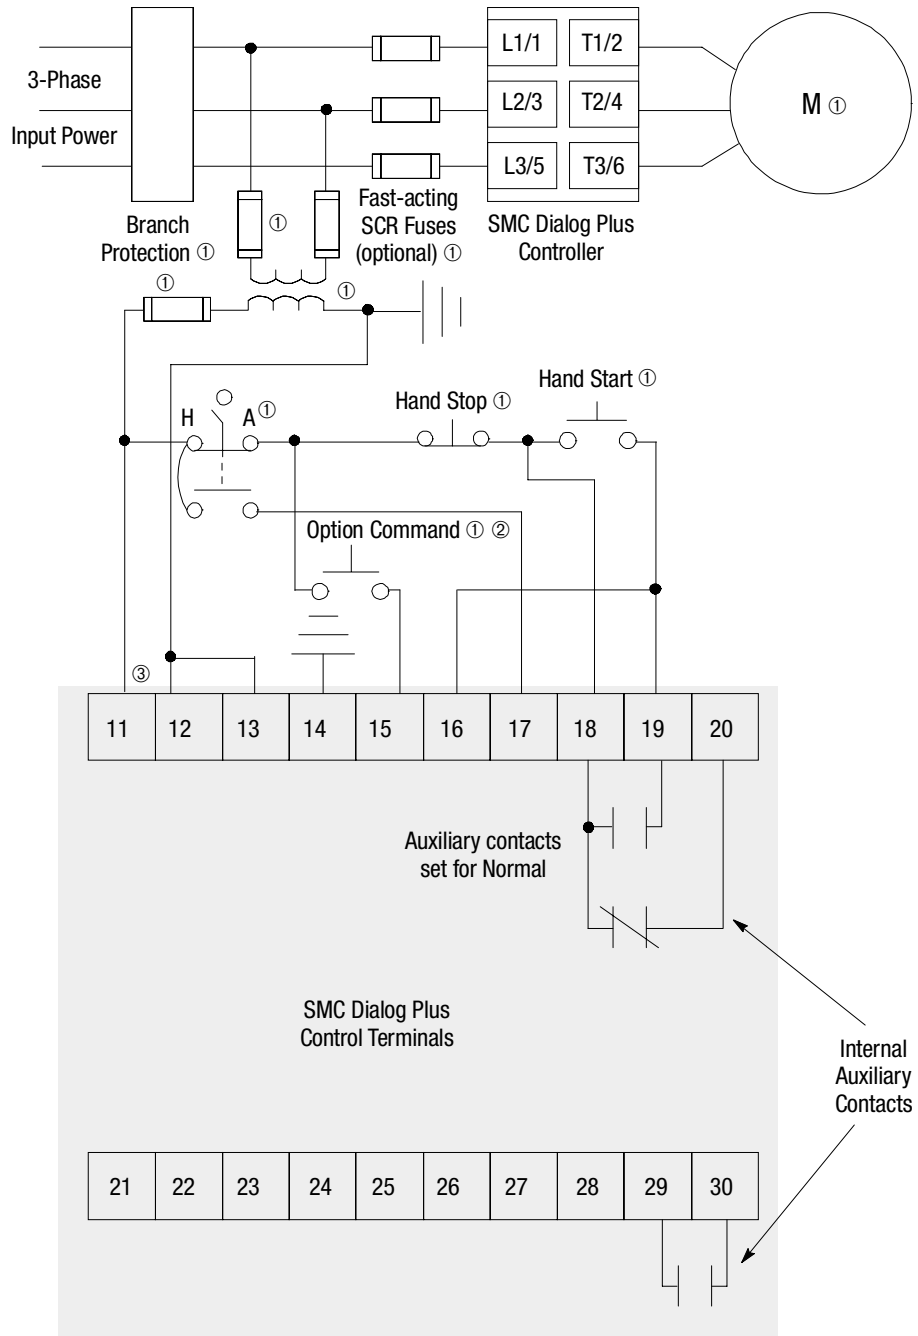 L1/1 T1/2
3-Phase
L2/3 T2/4
M ①
Input Power
L3/5 T3/6
Branch
Protection ①
①
Fast-acting
SCR Fuses
(optional) ①
SMC Dialog Plus
Controller
①
①
Hand Start ①
Hand Stop ①
H A ①
Option Command ① ②
③
11 12 13 14 15 16 17 18 19 20
Auxiliary contacts
set for Normal
SMC Dialog Plus
Control Terminals
Internal
Auxiliary
Contacts
21 22 23 24 25 26 27 28 29 30